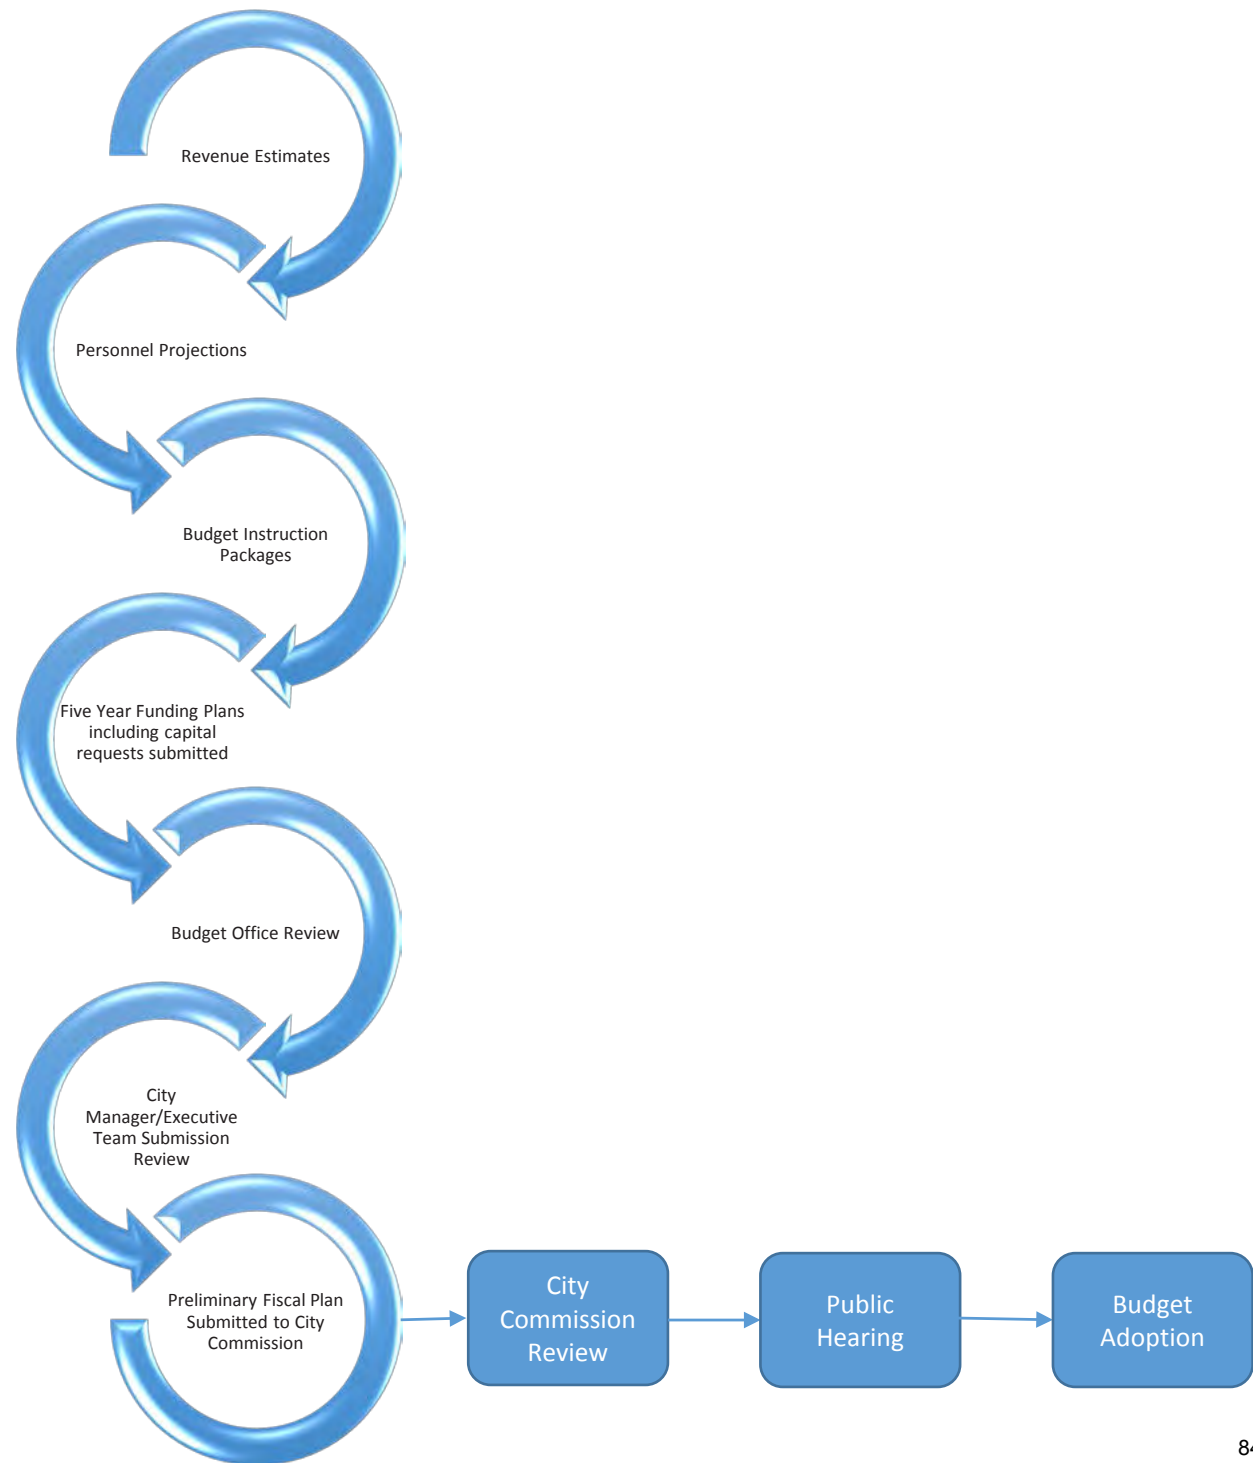 Revenue Estimates
Personnel Projections
Budget Instruction
Packages
Five Year Funding Plans
including capital
requests submitted
Budget Office Review
City
Manager/Executive
Team Submission
Review
Preliminary Fiscal Plan
Submitted to City
Commission
City
Commission
Review
Public
Hearing
Budget
Adoption
84